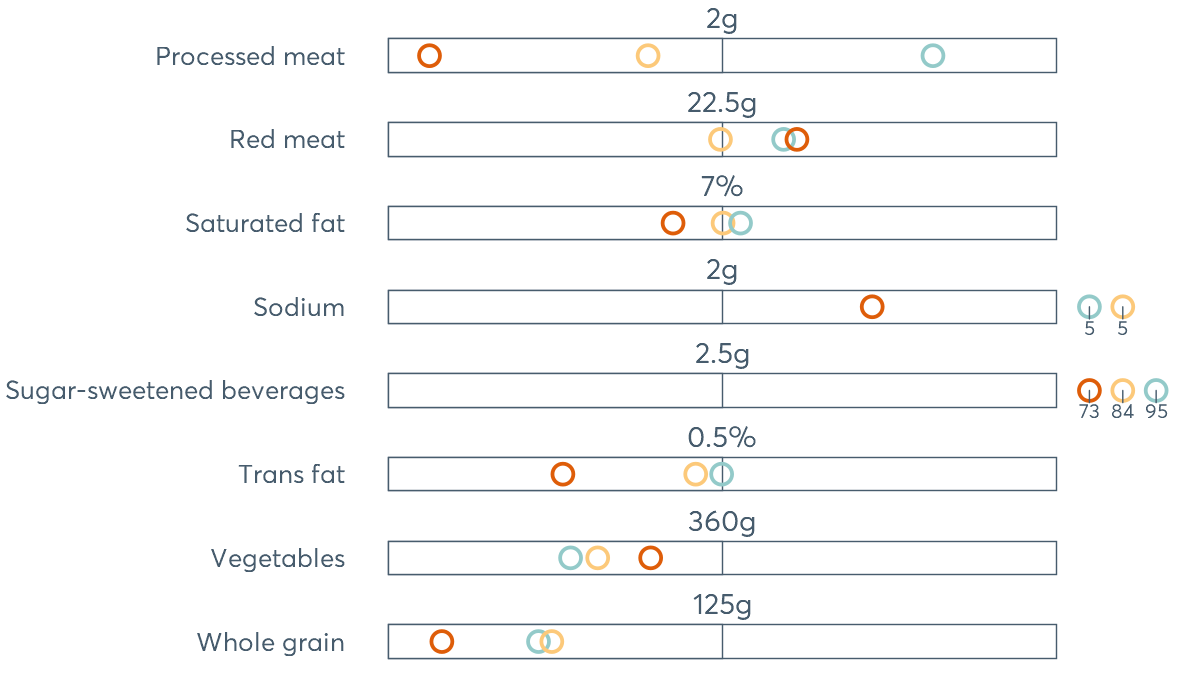 2g
Processed meat
22.5g
Red meat
7%
Saturated fat
2g
Sodium
5 5
2.5g
Sugar-sweetened beverages
73 84 95
0.5%
Trans fat
360g
Vegetables
125g
Whole grain